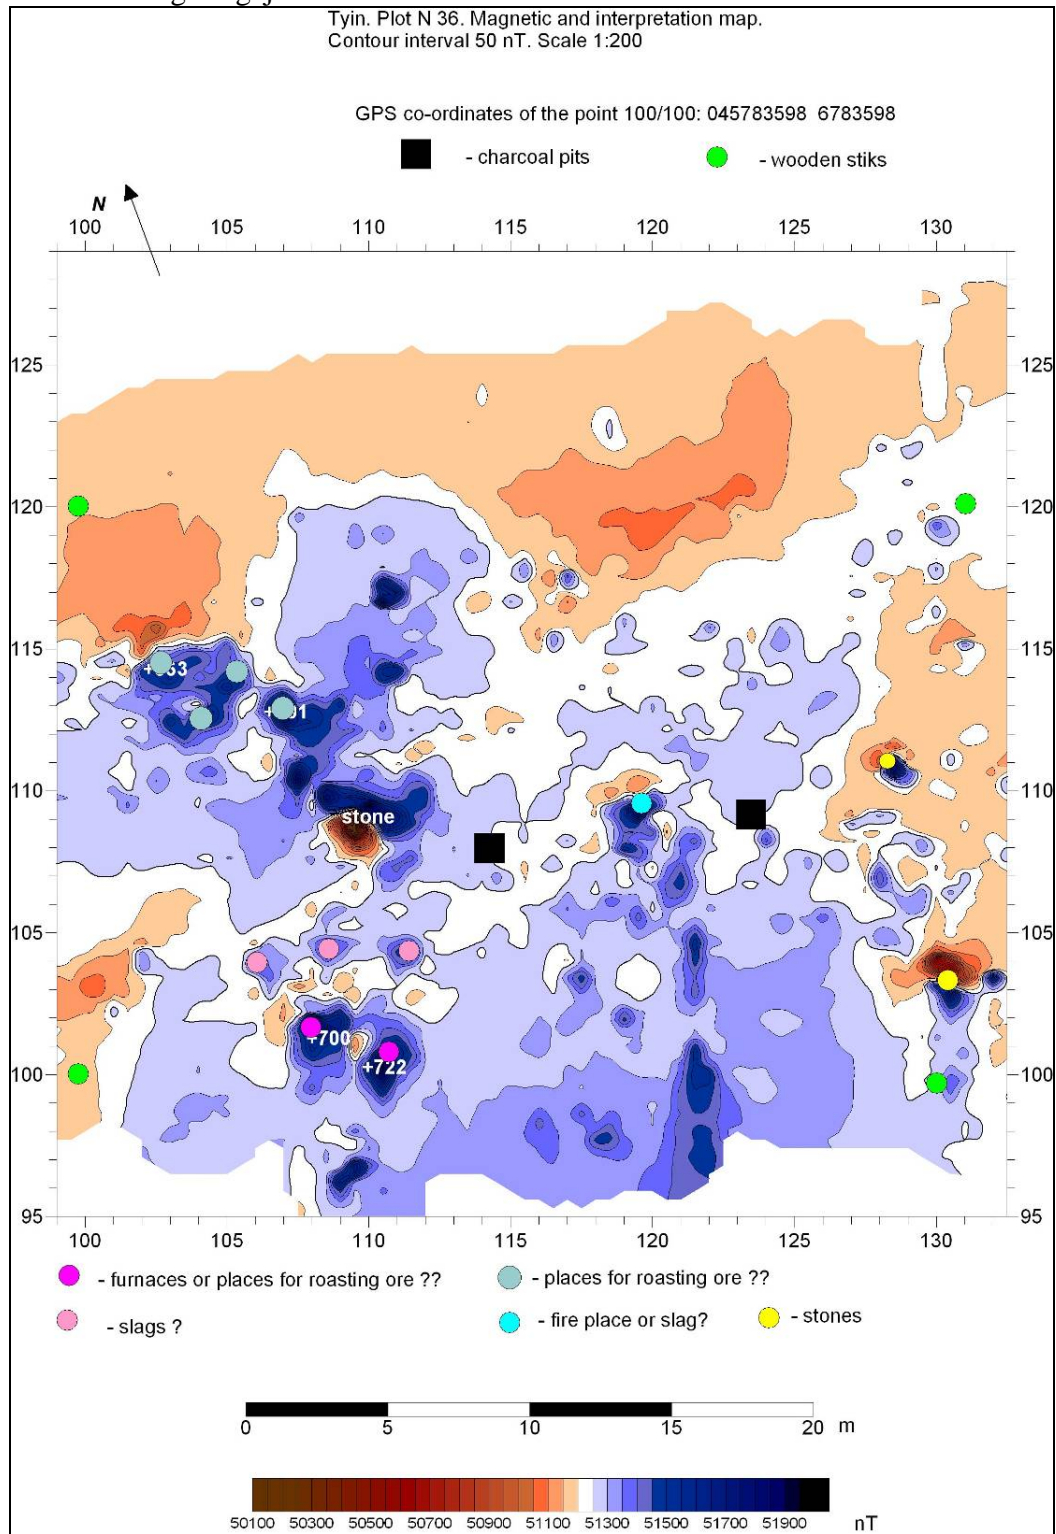 Tyin. Plot N 36. Magnetic and interpretation map.
Contour interval 50 nT. Scale 1:200
GPS co-ordinates of the point 100/100: 045783598 6783598
- charcoal pits
- wooden stiks
N
100 105 110 115 120 125 130
125 125
120 120
115 115
110 110
stone
105 105
+700
+722
100 100
95 95
100 105 110 115 120 125 130
- furnaces or places for roasting ore ??
- places for roasting ore ??
- slags ?
- fire place or slag?
- stones
0 5 10 15 20 m
50100 50300 50500 50700 50900 51100 51300 51500 51700 51900 nT